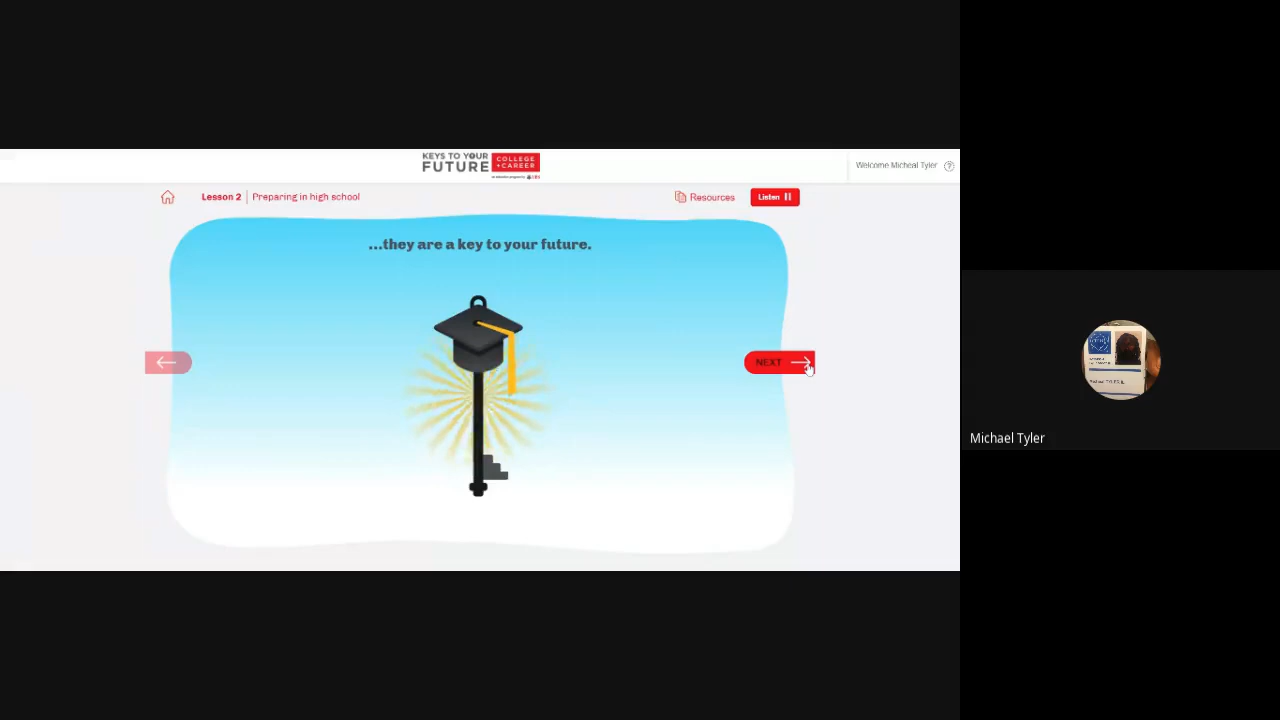 KEYS TO YOUR
FUTURE
COLLEGE
+CAREER
Welcome Micheal Tyler
Lesson 2
Preparing in high school
Resources
Listen
...they are a key to your future.
NEXT
Michael Tyler